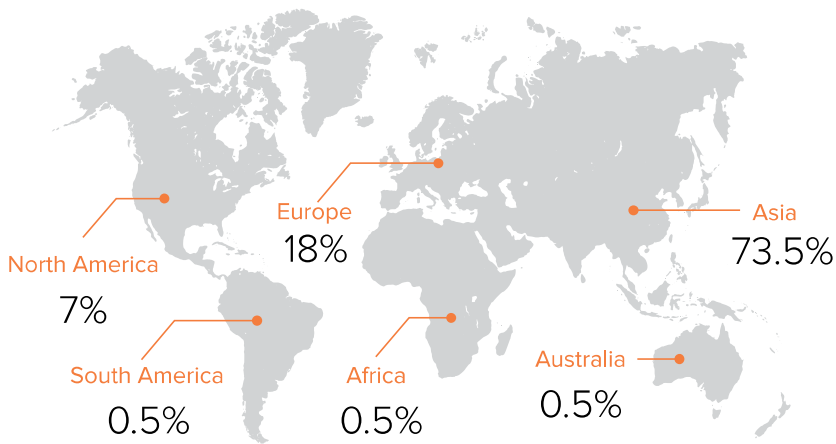 Europe
18%
Asia
73.5%
North America
7%
South America
0.5%
Africa
0.5%
Australia
0.5%